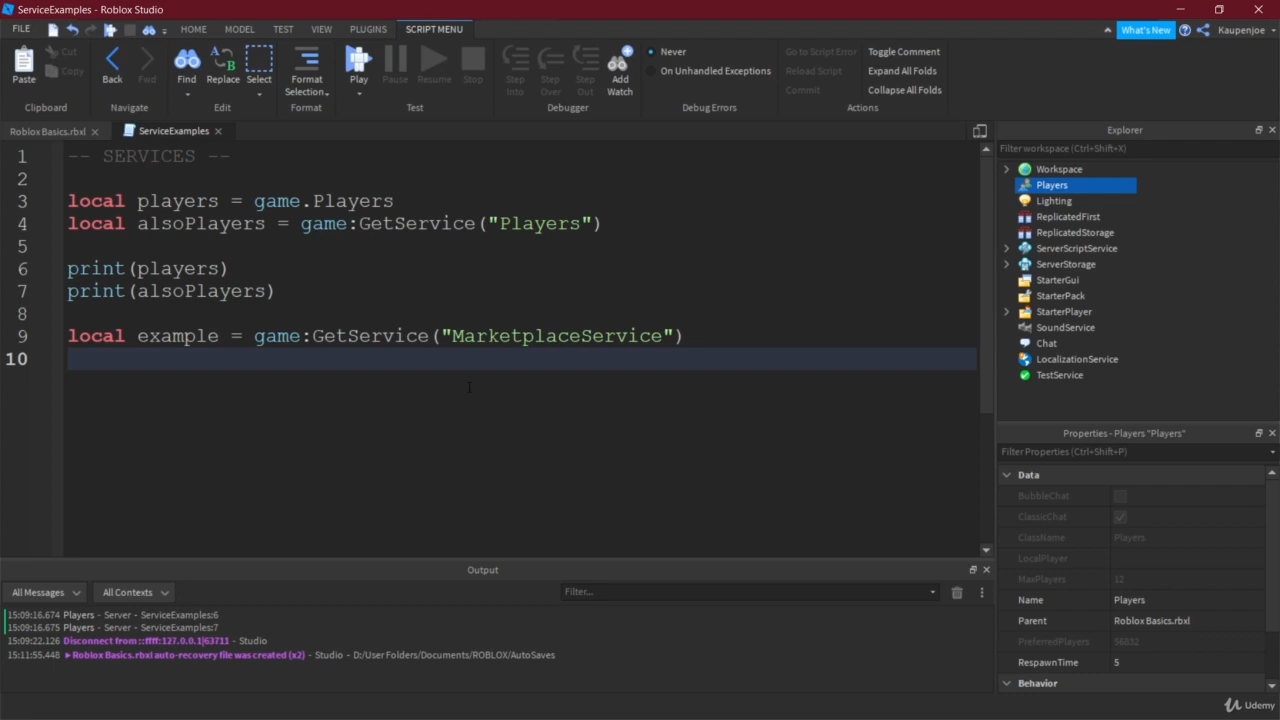 ServiceExamples - Roblox Studio
FILE HOME MODEL TEST VIEW PLUGINS SCRIPT MENU What's New Kaupenjoe
Paste Cut Copy Clipboard
Back Fwd Navigate
Find Replace Select Edit
Format Selection Format
Play Pause Resume Stop Test
Step Into Step Over Step Out Add Watch Debugger
Never
On Unhandled Exceptions
Debug Errors
Go to Script Error
Reload Script
Commit
Toggle Comment
Expand All Folds
Collapse All Folds
Actions
Roblox Basics.rbxl ServiceExamples
1 -- SERVICES --
2
3 local players = game.Players
4 local alsoPlayers = game:GetService("Players")
5
6 print(players)
7 print(alsoPlayers)
8
9 local example = game:GetService("MarketplaceService")
10
Explorer
Filter workspace (Ctrl+Shift+X)
Workspace
Players
Lighting
ReplicatedFirst
ReplicatedStorage
ServerScriptService
ServerStorage
StarterGui
StarterPack
StarterPlayer
SoundService
Chat
LocalizationService
TestService
Properties - Players "Players"
Filter Properties (Ctrl+Shift+P)
Data
BubbleChat
ClassicChat
ClassName Players
LocalPlayer
MaxPlayers 12
Name Players
Parent Roblox Basics.rbxl
PreferredPlayers 56832
RespawnTime 5
Behavior
Output
All Messages All Contexts Filter...
15:09:16.674 Players - Server - ServiceExamples:6
15:09:16.675 Players - Server - ServiceExamples:7
15:09:22.126 Disconnect from ::ffff:127.0.0.1|63711 - Studio
15:11:55.448 Roblox Basics.rbxl auto-recovery file was created (x2) - Studio - D:/User Folders/Documents/ROBLOX/AutoSaves
Udemy